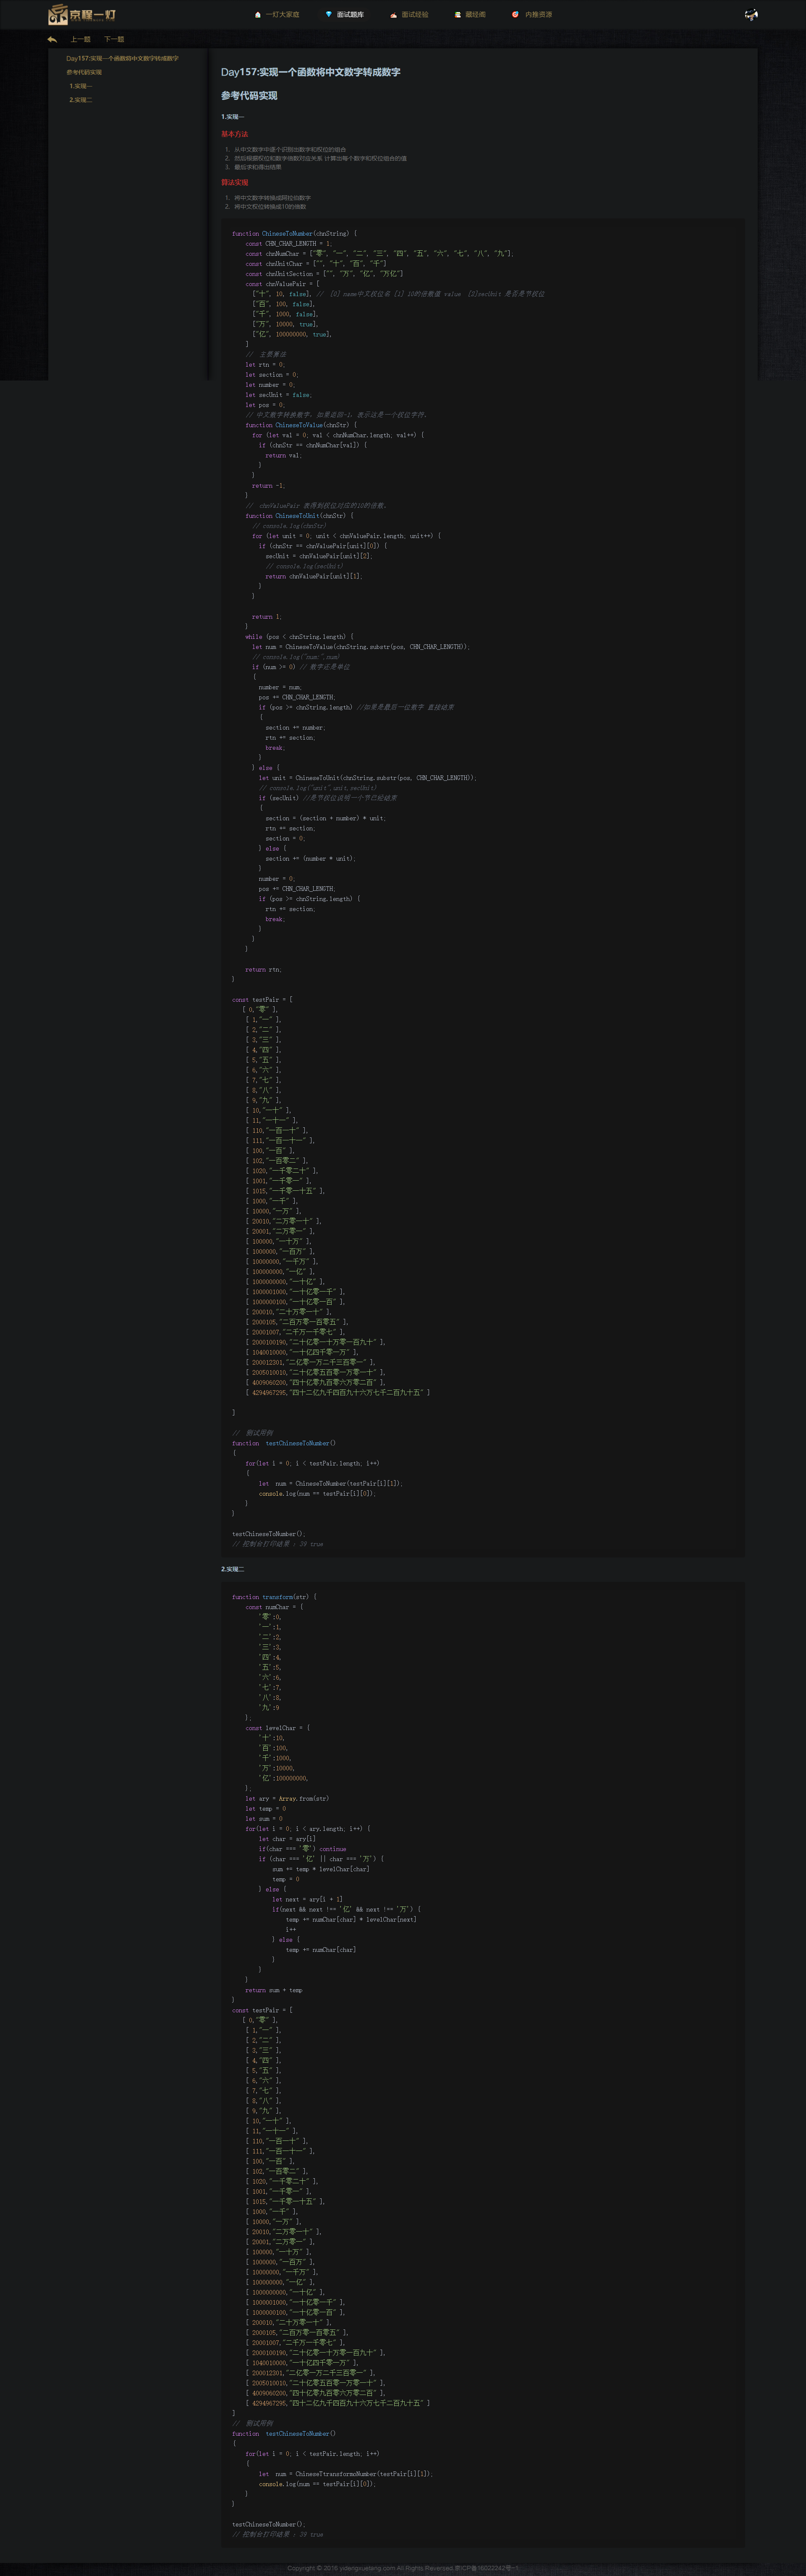 京程一灯
一灯大家庭
面试题库
面试经验
藏经阁
内推资源
上一题
下一题
Day157:实现一个函数将中文数字转成数字
参考代码实现
1.实现一
2.实现二
Day157:实现一个函数将中文数字转成数字
参考代码实现
1.实现一
基本方法
1. 从中文数字中逐个识别出数字和权位的组合
2. 然后根据权位和数字倍数对应关系 计算出每个数字和权位组合的值
3. 最后求和得出结果
算法实现
1. 将中文数字转换成阿拉伯数字
2. 将中文权位转换成10的倍数
function ChineseToNumber(chnString) {
const CHN_CHAR_LENGTH = 1;
const chnNumChar = ["零", "一", "二", "三", "四", "五", "六", "七", "八", "九"];
const chnUnitChar = ["", "十", "百", "千"]
const chnUnitSection = ["", "万", "亿", "万亿"]
const chnValuePair = [
["十", 10, false], // [0] name中文权位名 [1] 10的倍数值 value [2]secUnit 是否是节权位
["百", 100, false],
["千", 1000, false],
["万", 10000, true],
["亿", 100000000, true],
]
// 主要算法
let rtn = 0;
let section = 0,
let number = 0;
let secUnit = false;
let pos = 0;
// 中文数字转换数字，如果返回-1，表示这是一个权位字符。
function ChineseToValue(chnStr) {
for (let val = 0; val < chnNumChar.length; val++) {
if (chnStr == chnNumChar[val]) {
return val;
}
}
return -1;
}
// chnValuePair 表得到权位对应的10的倍数。
function ChineseToUnit(chnStr) {
// console.log(chnStr)
for (let unit = 0; unit < chnValuePair.length; unit++) {
if (chnStr == chnValuePair[unit][0]) {
secUnit = chnValuePair[unit][2];
// console.log(secUnit)
return chnValuePair[unit][1];
}
}
return 1;
}
while (pos < chnString.length) {
let num = ChineseToValue(chnString.substr(pos, CHN_CHAR_LENGTH));
// console.log("num:",num)
if (num >= 0) // 数字还是单位
{
number = num;
pos += CHN_CHAR_LENGTH;
if (pos >= chnString.length) //如果是最后一位数字 直接结束
{
section += number;
rtn += section;
break;
}
} else {
let unit = ChineseToUnit(chnString.substr(pos, CHN_CHAR_LENGTH));
// console.log("unit",unit,secUnit)
if (secUnit) //是节权位说明一个节已经结束
{
section = (section + number) * unit;
rtn += section;
section = 0;
} else {
section += (number * unit);
}
number = 0;
pos += CHN_CHAR_LENGTH;
if (pos >= chnString.length) {
rtn += section;
break;
}
}
}
return rtn;
}
const testPair = [
[ 0,"零" ],
[ 1,"一" ],
[ 2,"二" ],
[ 3,"三" ],
[ 4,"四" ],
[ 5,"五" ],
[ 6,"六" ],
[ 7,"七" ],
[ 8,"八" ],
[ 9,"九" ],
[ 10,"一十" ],
[ 11,"一十一" ],
[ 110,"一百一十" ],
[ 111,"一百一十一" ],
[ 100,"一百" ],
[ 102,"一百零二" ],
[ 1020,"一千零二十" ],
[ 1001,"一千零一" ],
[ 1015,"一千零一十五" ],
[ 1000,"一千" ],
[ 10000,"一万" ],
[ 20010,"二万零一十" ],
[ 20001,"二万零一" ],
[ 100000,"一十万" ],
[ 1000000,"一百万" ],
[ 10000000,"一千万" ],
[ 100000000,"一亿" ],
[ 1000000000,"一十亿" ],
[ 1000001000,"一十亿零一千" ],
[ 1000000100,"一十亿零一百" ],
[ 200010,"二十万零一十" ],
[ 2000105,"二百万零一百零五" ],
[ 20001007,"二千万一千零七" ],
[ 2000100190,"二十亿零一十万零一百九十" ],
[ 1040010000,"一十亿四千零一万" ],
[ 200012301,"二亿零一万二千三百零一" ],
[ 2005010010,"二十亿零五百零一万零一十" ],
[ 4009060200,"四十亿零九百零六万零二百" ],
[ 4294967295,"四十二亿九千四百九十六万七千二百九十五" ]
]
// 测试用例
function testChineseToNumber()
{
for(let i = 0; i < testPair.length; i++)
{
let num = ChineseToNumber(testPair[i][1]);
console.log(num == testPair[i][0]);
}
}
testChineseToNumber();
// 控制台打印结果 : 39 true
2.实现二
function transform(str) {
const numChar = {
'零':0,
'一':1,
'二':2,
'三':3,
'四':4,
'五':5,
'六':6,
'七':7,
'八':8,
'九':9
};
const levelChar = {
'十':10,
'百':100,
'千':1000,
'万':10000,
'亿':100000000,
};
let ary = Array.from(str)
let temp = 0
let sum = 0
for(let i = 0; i < ary.length; i++) {
let char = ary[i]
if(char === '零') continue
if (char === '亿' || char === '万') {
sum += temp * levelChar[char]
temp = 0
} else {
let next = ary[i + 1]
if(next && next !== '亿' && next !== '万') {
temp += numChar[char] * levelChar[next]
i++
} else {
temp += numChar[char]
}
}
}
return sum + temp
}
const testPair = [
[ 0,"零" ],
[ 1,"一" ],
[ 2,"二" ],
[ 3,"三" ],
[ 4,"四" ],
[ 5,"五" ],
[ 6,"六" ],
[ 7,"七" ],
[ 8,"八" ],
[ 9,"九" ],
[ 10,"一十" ],
[ 11,"一十一" ],
[ 110,"一百一十" ],
[ 111,"一百一十一" ],
[ 100,"一百" ],
[ 102,"一百零二" ],
[ 1020,"一千零二十" ],
[ 1001,"一千零一" ],
[ 1015,"一千零一十五" ],
[ 1000,"一千" ],
[ 10000,"一万" ],
[ 20010,"二万零一十" ],
[ 20001,"二万零一" ],
[ 100000,"一十万" ],
[ 1000000,"一百万" ],
[ 10000000,"一千万" ],
[ 100000000,"一亿" ],
[ 1000000000,"一十亿" ],
[ 1000001000,"一十亿零一千" ],
[ 1000000100,"一十亿零一百" ],
[ 200010,"二十万零一十" ],
[ 2000105,"二百万零一百零五" ],
[ 20001007,"二千万一千零七" ],
[ 2000100190,"二十亿零一十万零一百九十" ],
[ 1040010000,"一十亿四千零一万" ],
[ 200012301,"二亿零一万二千三百零一" ],
[ 2005010010,"二十亿零五百零一万零一十" ],
[ 4009060200,"四十亿零九百零六万零二百" ],
[ 4294967295,"四十二亿九千四百九十六万七千二百九十五" ]
]
// 测试用例
function testChineseToNumber()
{
for(let i = 0; i < testPair.length; i++)
{
let num = ChineseTtransformoNumber(testPair[i][1]);
console.log(num == testPair[i][0]);
}
}
testChineseToNumber();
// 控制台打印结果 : 39 true
Copyright © 2016 yidengxuetang.com All Rights Reversed.京ICP备16022242号-1